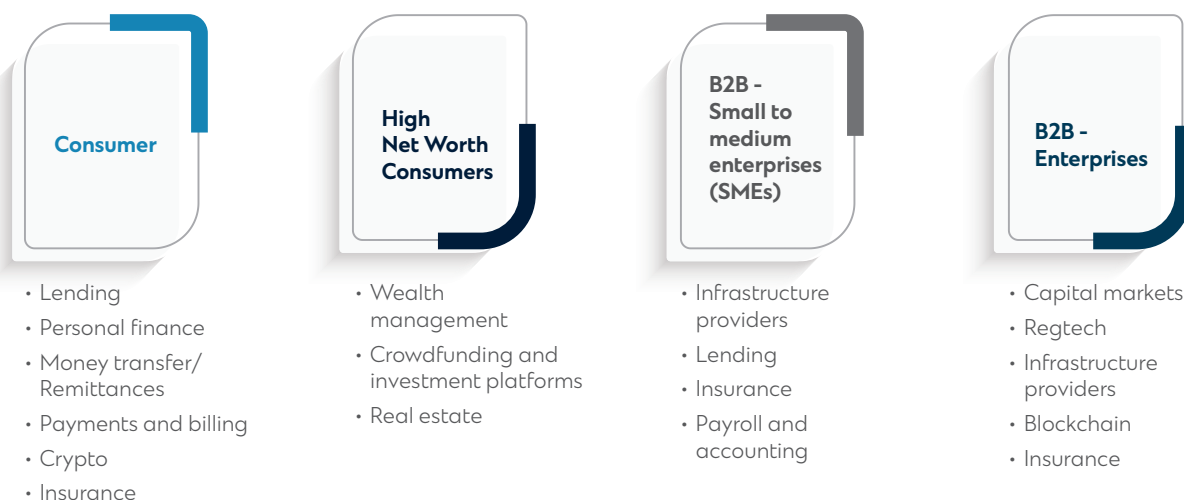 Consumer
• Lending
• Personal finance
• Money transfer/
Remittances
• Payments and billing
• Crypto
• Insurance
High
Net Worth
Consumers
• Wealth
management
• Crowdfunding and
investment platforms
• Real estate
B2B -
Small to
medium
enterprises
(SMEs)
• Infrastructure
providers
• Lending
• Insurance
• Payroll and
accounting
B2B -
Enterprises
• Capital markets
• Regtech
• Infrastructure
providers
• Blockchain
• Insurance